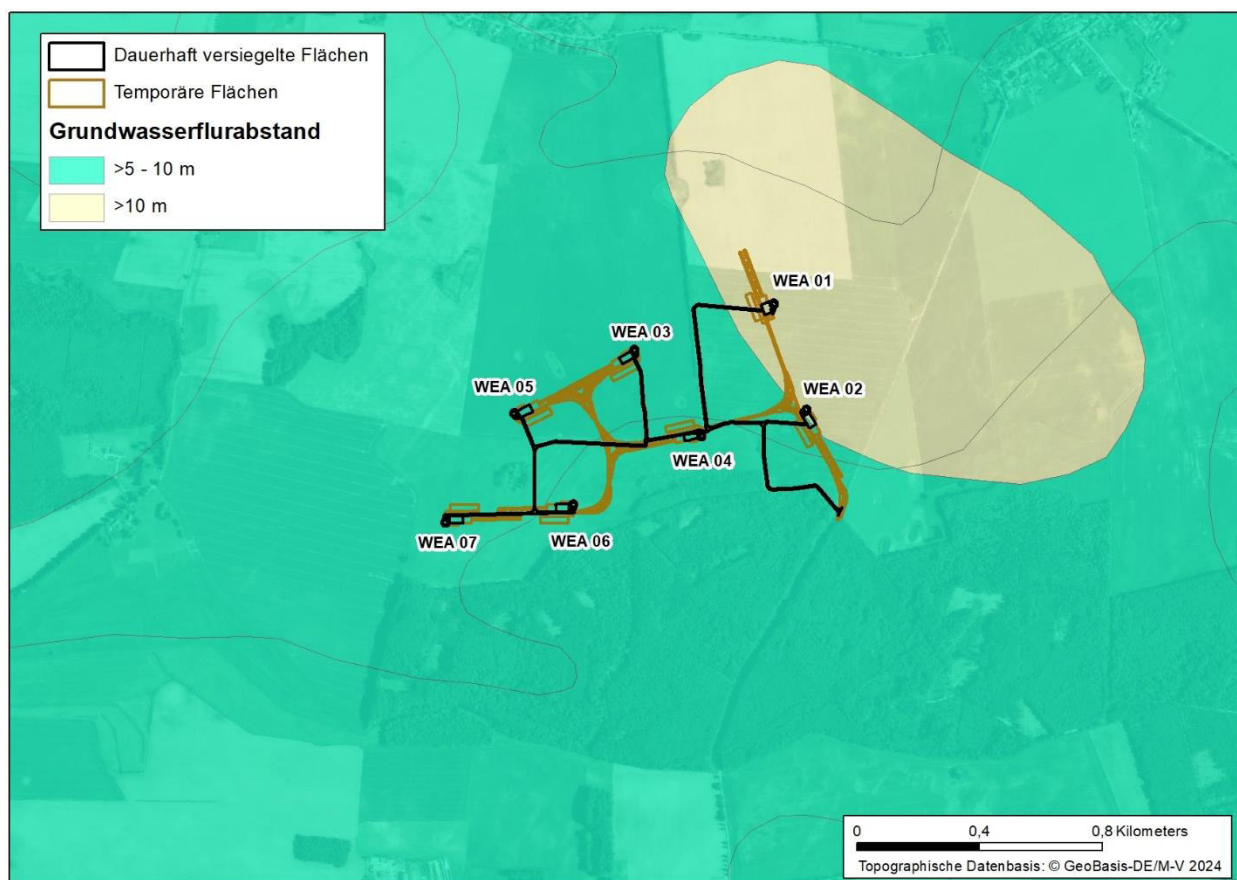 Dauerhaft versiegelte Flächen
Temporäre Flächen
Grundwasserflurabstand
>5 - 10 m
>10 m
WEA 01
WEA 03
WEA 05
WEA 02
WEA 04
WEA 07
WEA 06
0 0,4 0,8 Kilometers
Topographische Datenbasis: © GeoBasis-DE/M-V 2024